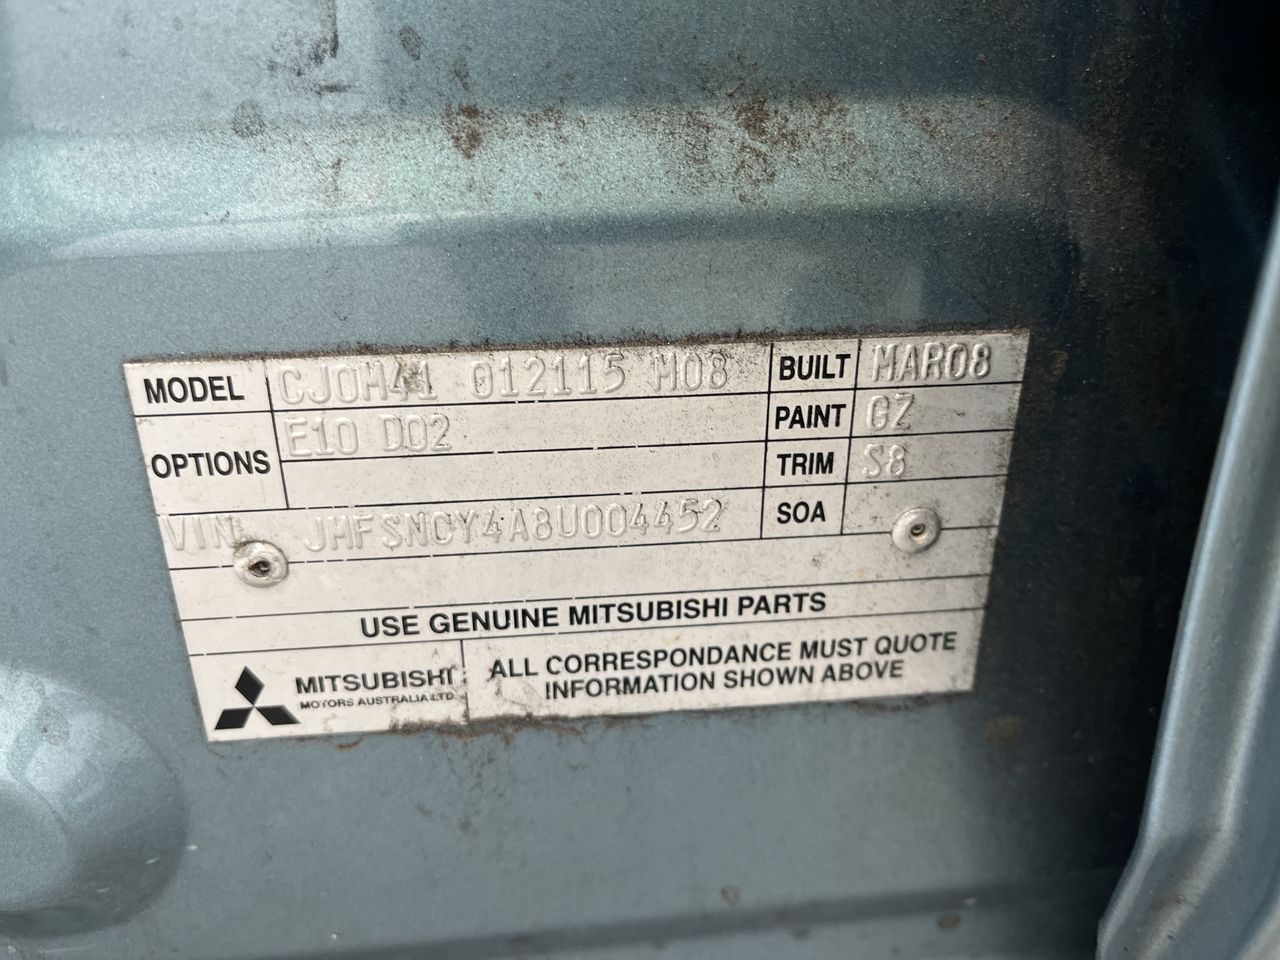 MODEL CJ0H41 012115 M08 BUILT MAR08
OPTIONS E10 D02 PAINT GZ
TRIM S8
VIN JMFSNCY4A8U004452 SOA
USE GENUINE MITSUBISHI PARTS
MITSUBISHI
MOTORS AUSTRALIA LTD.
ALL CORRESPONDANCE MUST QUOTE
INFORMATION SHOWN ABOVE